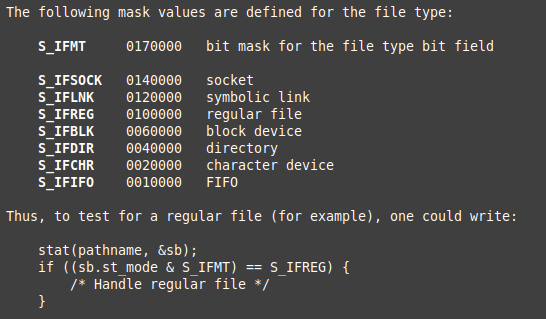 The following mask values are defined for the file type:
S_IFMT 0170000 bit mask for the file type bit field
S_IFSOCK 0140000 socket
S_IFLNK 0120000 symbolic link
S_IFREG 0100000 regular file
S_IFBLK 0060000 block device
S_IFDIR 0040000 directory
S_IFCHR 0020000 character device
S_IFIFO 0010000 FIFO
Thus, to test for a regular file (for example), one could write:
stat(pathname, &sb);
if ((sb.st_mode & S_IFMT) == S_IFREG) {
/* Handle regular file */
}